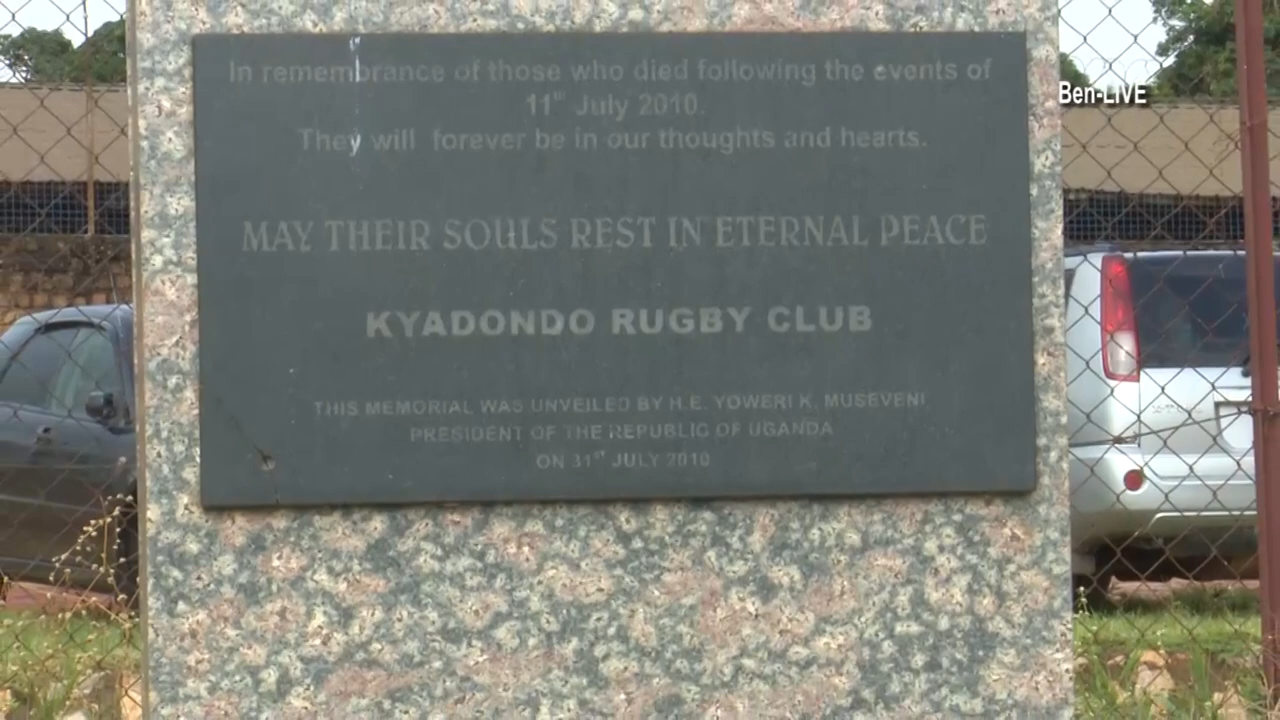 In remembrance of those who died following the events of
11th July 2010.
They will forever be in our thoughts and hearts.
MAY THEIR SOULS REST IN ETERNAL PEACE
KYADONDO RUGBY CLUB
THIS MEMORIAL WAS UNVEILED BY H.E. YOWERI K. MUSEVENI
PRESIDENT OF THE REPUBLIC OF UGANDA
ON 31st JULY 2010
Ben-LIVE